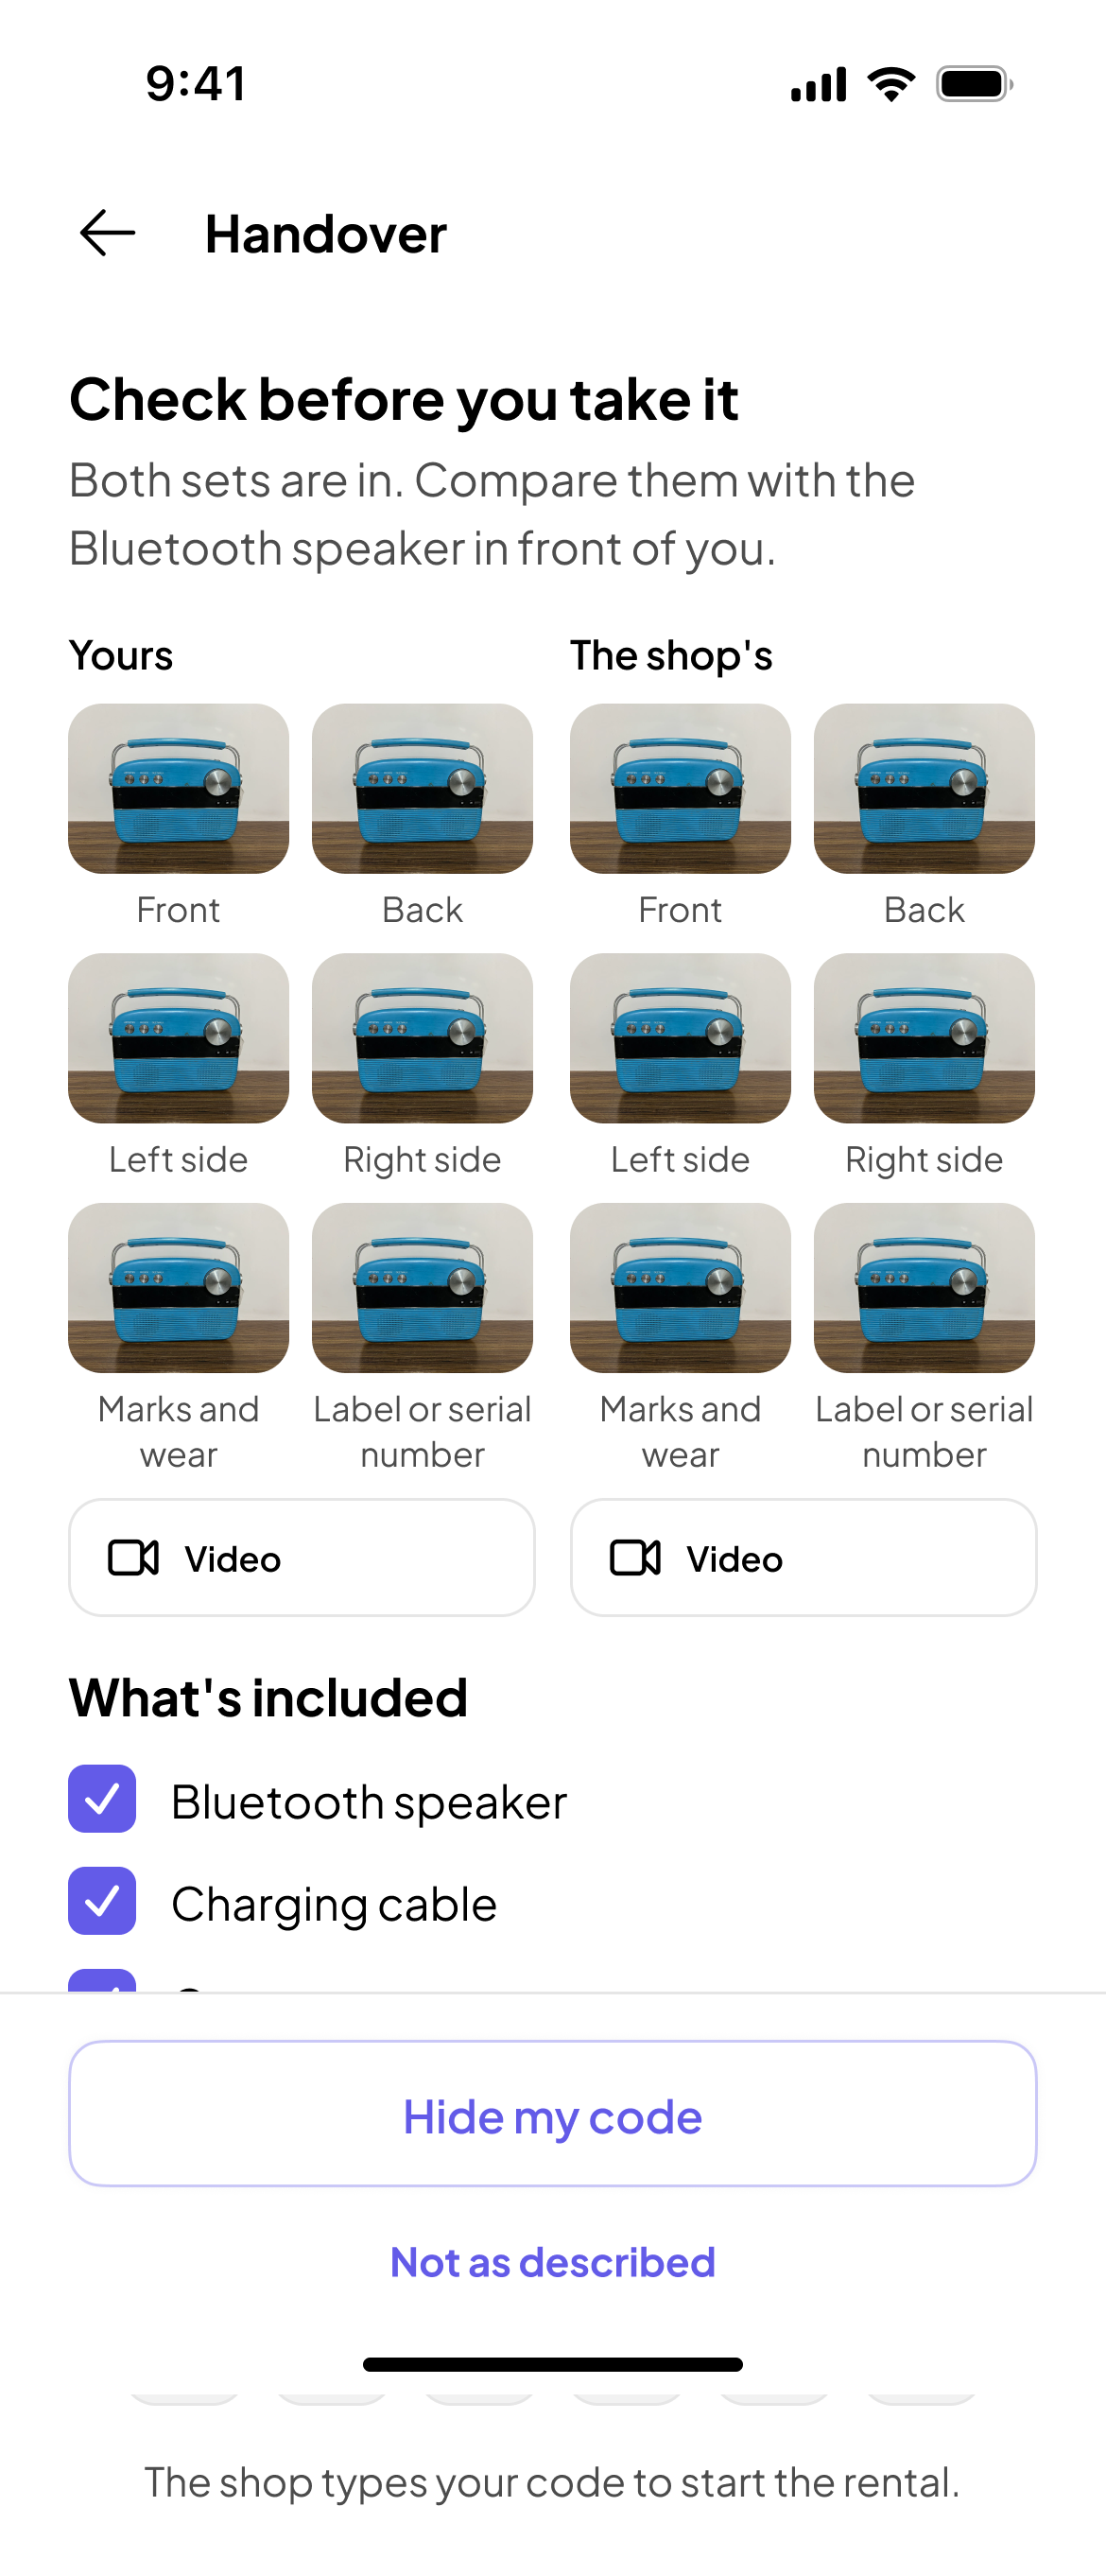 9:41
Handover
Check before you take it
Both sets are in. Compare them with the
Bluetooth speaker in front of you.
Yours
The shop's
Front
Back
Front
Back
Left side
Right side
Left side
Right side
Marks and
wear
Label or serial
number
Marks and
wear
Label or serial
number
Video
Video
What's included
Bluetooth speaker
Charging cable
Hide my code
Not as described
The shop types your code to start the rental.